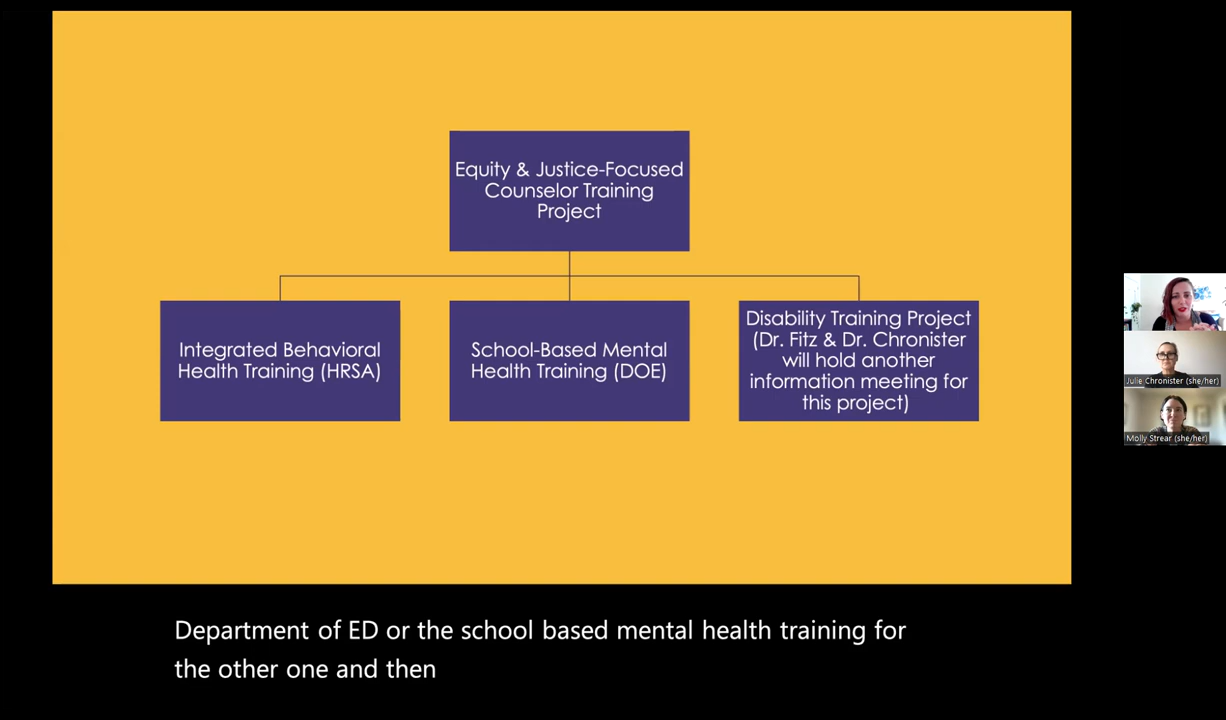 Equity & Justice-Focused
Counselor Training
Project
Integrated Behavioral
Health Training (HRSA)
School-Based Mental
Health Training (DOE)
Disability Training Project
(Dr. Fitz & Dr. Chronister
will hold another
information meeting for
this project)
Julie Chronister (she/her)
Molly Strear (she/her)
Department of ED or the school based mental health training for
the other one and then